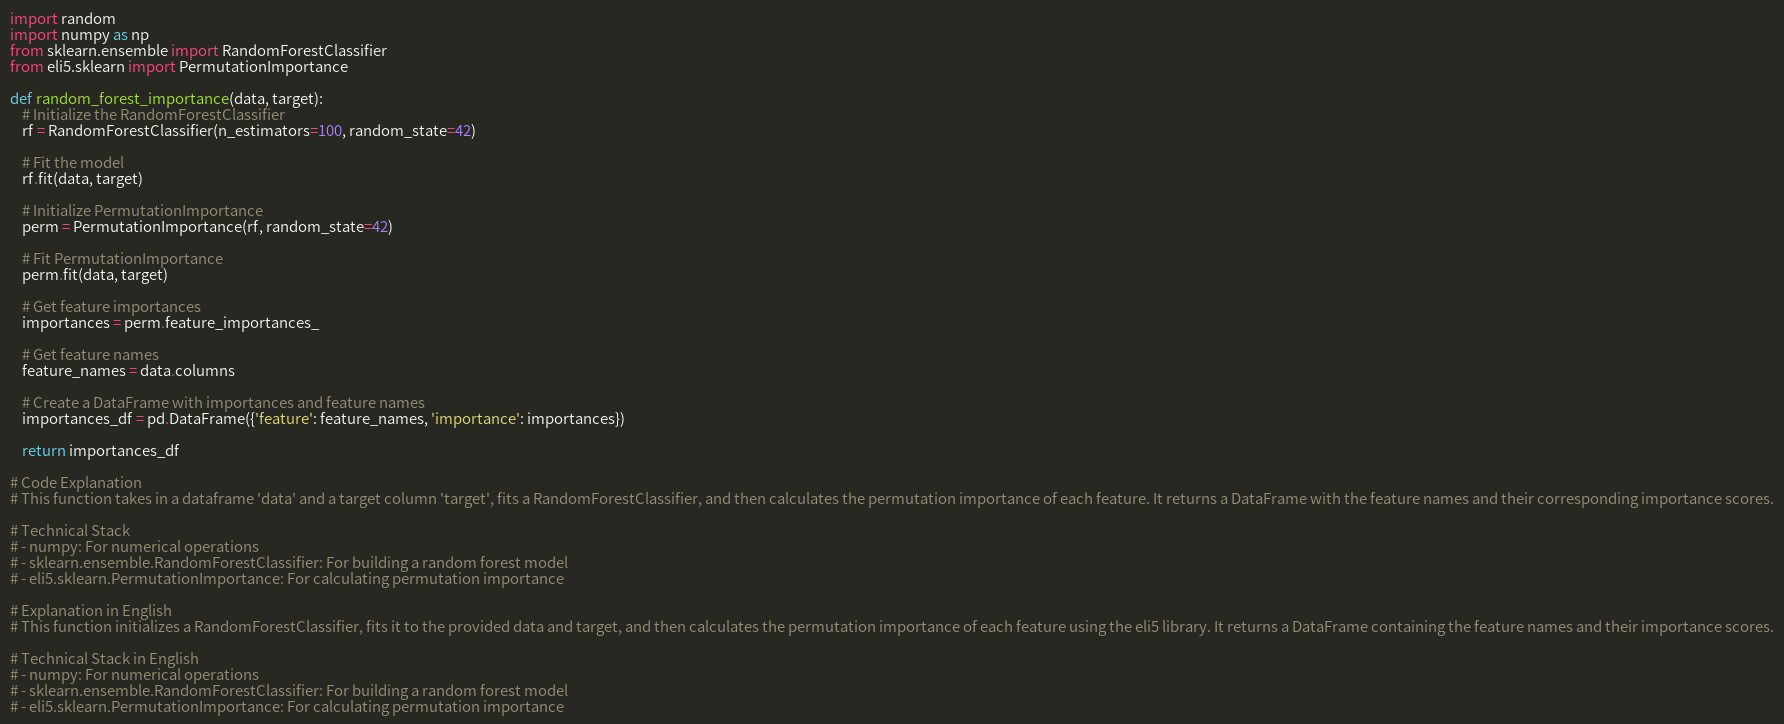 import random
import numpy as np
from sklearn.ensemble import RandomForestClassifier
from eli5.sklearn import PermutationImportance

def random_forest_importance(data, target):
    # Initialize the RandomForestClassifier
    rf = RandomForestClassifier(n_estimators=100, random_state=42)

    # Fit the model
    rf.fit(data, target)

    # Initialize PermutationImportance
    perm = PermutationImportance(rf, random_state=42)

    # Fit PermutationImportance
    perm.fit(data, target)

    # Get feature importances
    importances = perm.feature_importances_

    # Get feature names
    feature_names = data.columns

    # Create a DataFrame with importances and feature names
    importances_df = pd.DataFrame({'feature': feature_names, 'importance': importances})

    return importances_df

# Code Explanation
# This function takes in a dataframe 'data' and a target column 'target', fits a RandomForestClassifier, and then calculates the permutation importance of each feature. It returns a DataFrame with the feature names and their corresponding importance scores.

# Technical Stack
# - numpy: For numerical operations
# - sklearn.ensemble.RandomForestClassifier: For building a random forest model
# - eli5.sklearn.PermutationImportance: For calculating permutation importance

# Explanation in English
# This function initializes a RandomForestClassifier, fits it to the provided data and target, and then calculates the permutation importance of each feature using the eli5 library. It returns a DataFrame containing the feature names and their importance scores.

# Technical Stack in English
# - numpy: For numerical operations
# - sklearn.ensemble.RandomForestClassifier: For building a random forest model
# - eli5.sklearn.PermutationImportance: For calculating permutation importance